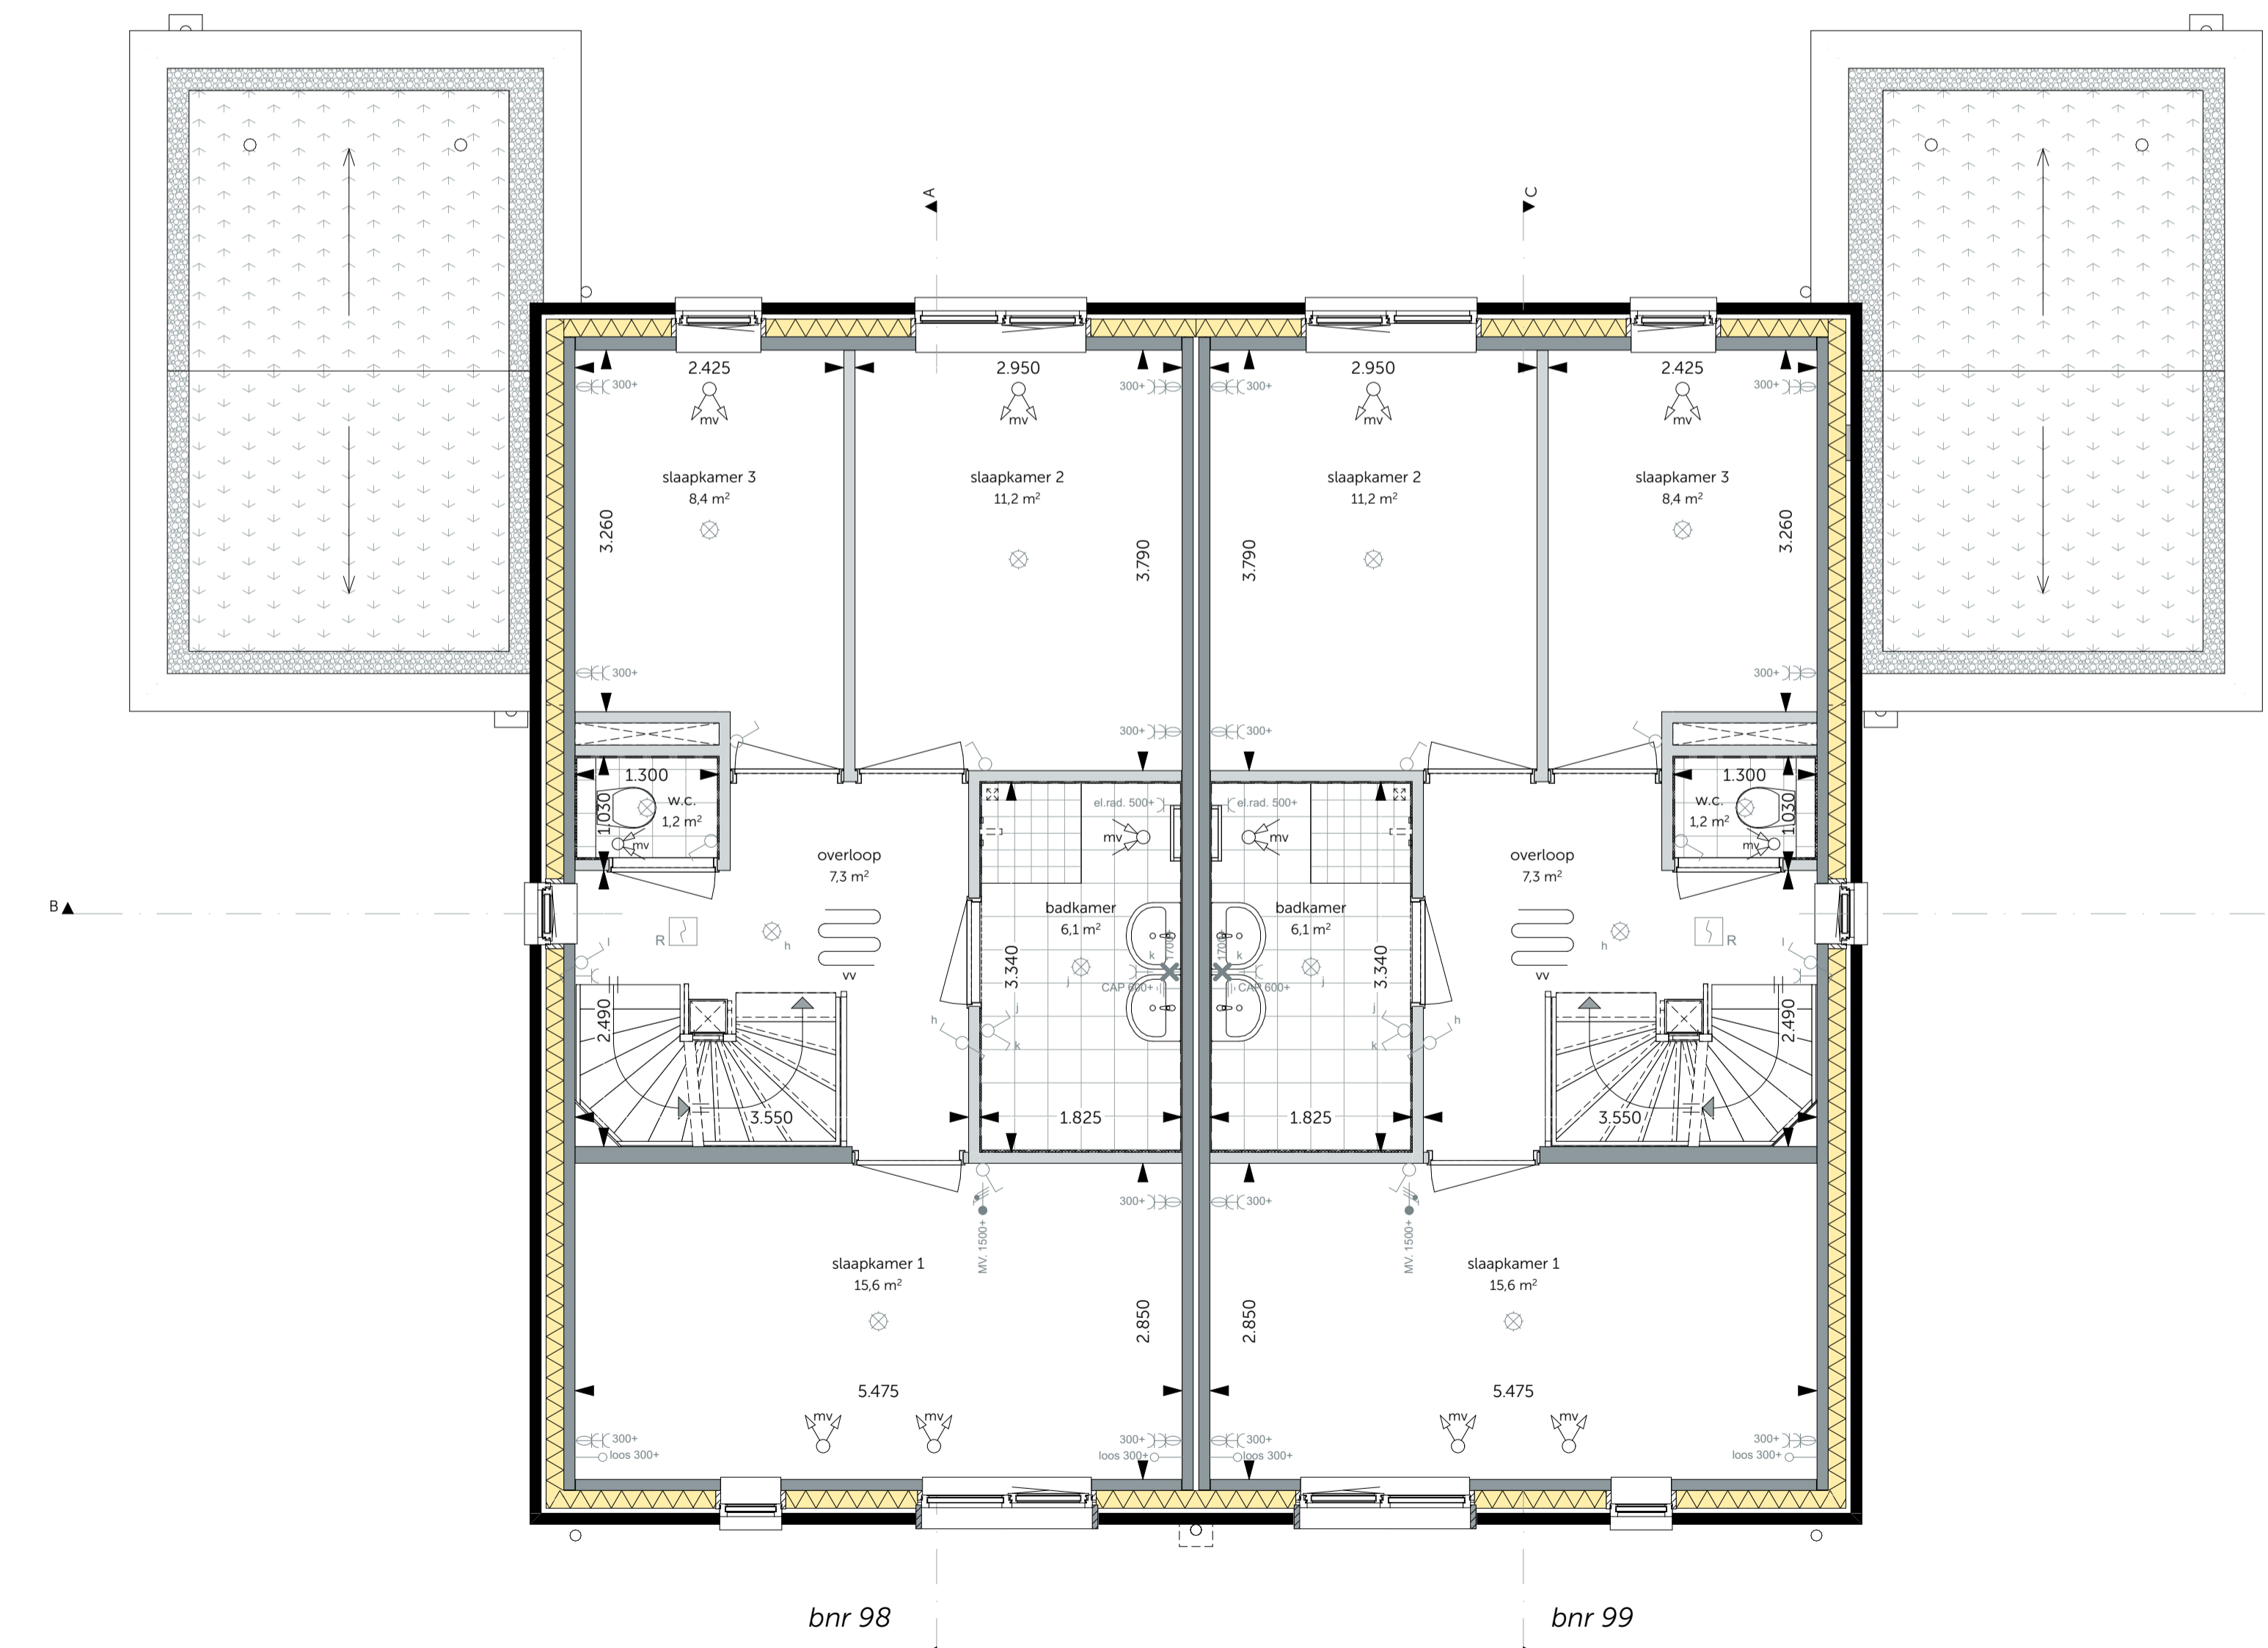 A
C
2.425
2.950
2.950
2.425
300+
300+
300+
300+
mv
mv
mv
mv
slaapkamer 3
8,4 m²
slaapkamer 2
11,2 m²
slaapkamer 2
11,2 m²
slaapkamer 3
8,4 m²
3.260
3.790
3.790
3.260
300+
300+
300+
300+
1.300
1.030
w.c.
1,2 m²
mv
1.300
1.030
w.c.
1,2 m²
mv
el.rad. 500+
el.rad. 500+
mv
mv
overloop
7,3 m²
overloop
7,3 m²
B
badkamer
6,1 m²
badkamer
6,1 m²
R
h
vv
l
R
h
vv
l
3.340
3.340
1700+
1700+
k
k
j
j
CAP 600+
CAP 600+
2.490
2.490
h
j
k
j
k
h
3.550
1.825
1.825
3.550
300+
300+
MV. 1500+
MV. 1500+
slaapkamer 1
15,6 m²
slaapkamer 1
15,6 m²
2.850
2.850
5.475
5.475
mv
mv
mv
mv
300+
loos 300+
300+
loos 300+
300+
loos 300+
300+
loos 300+
bnr 98
bnr 99